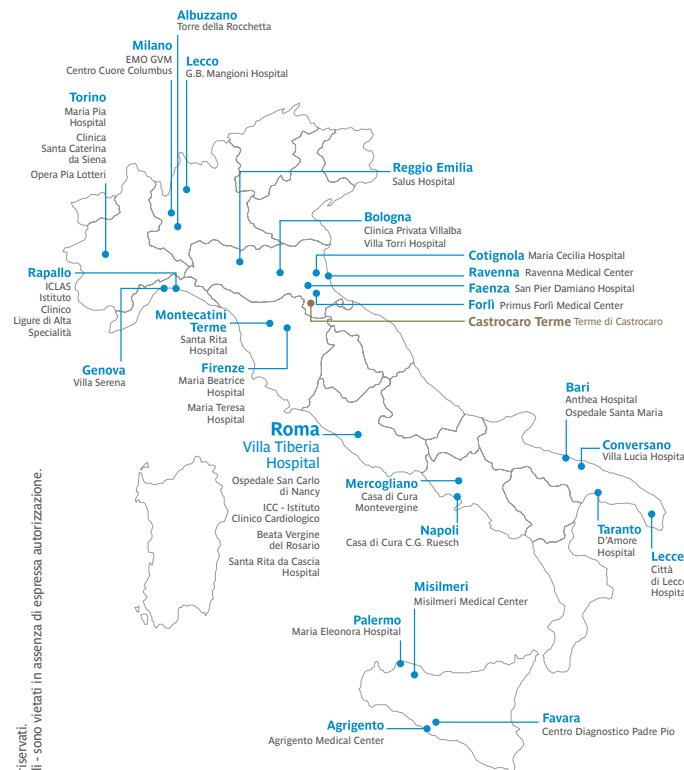 Albuzzano
Torre della Rocchetta
Milano
EMO GVM
Centro Cuore Columbus
Lecco
G.B. Mangioni Hospital
Torino
Maria Pia
Hospital
Clinica
Santa Caterina
da Siena
Opera Pia Lotteri
Reggio Emilia
Salus Hospital
Bologna
Clinica Privata Villalba
Villa Torri Hospital
Cotignola Maria Cecilia Hospital
Ravenna Ravenna Medical Center
Faenza San Pier Damiano Hospital
Forlì Primus Forlì Medical Center
Castrocaro Terme Terme di Castrocaro
Rapallo
ICLAS
Istituto
Clinico
Ligure di Alta
Specialità
Genova
Villa Serena
Montecatini
Terme
Santa Rita
Hospital
Firenze
Maria Beatrice
Hospital
Maria Teresa
Hospital
Roma
Villa Tiberia
Hospital
Ospedale San Carlo
di Nancy
ICC - Istituto
Clinico Cardiologico
Beata Vergine
del Rosario
Santa Rita da Cascia
Hospital
Mercogliano
Casa di Cura
Montevergine
Napoli
Casa di Cura C.G. Ruesch
Bari
Anthea Hospital
Ospedale Santa Maria
Conversano
Villa Lucia Hospita
Taranto
D'Amore
Hospital
Lecce
Città
di Lecce
Hospita
Misilmeri
Misilmeri Medical Center
Palermo
Maria Eleonora Hospital
Agrigento
Agrigento Medical Center
Favara
Centro Diagnostico Padre Pio
iservati.
li - sono vietati in assenza di espressa autorizzazione.